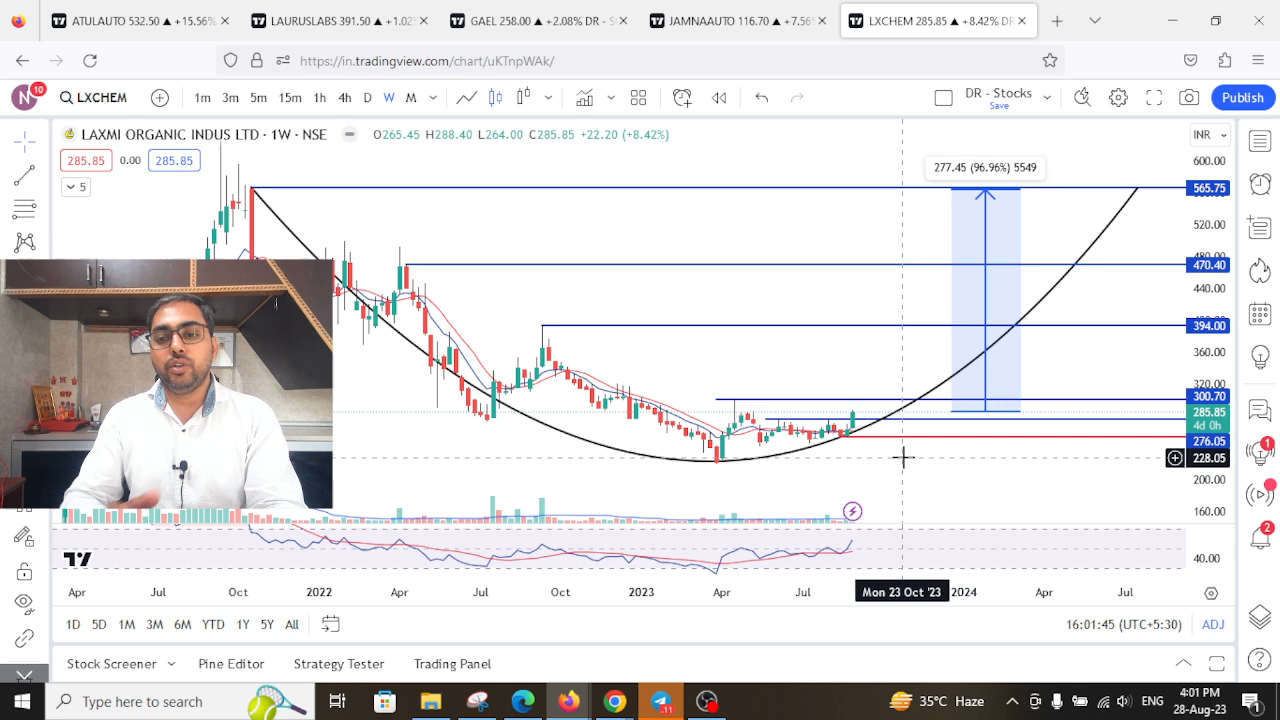 ATULAUTO 532.50 ▲ +15.56%
LAURUSLABS 391.50 ▲ +1.02
GAEL 258.00 ▲ +2.08% DR - S
JAMNAAUTO 116.70 ▲ +7.56%
LXCHEM 285.85 ▲ +8.42% DR
https://in.tradingview.com/chart/uKTnpWAk/
N 10 LXCHEM 1m 3m 5m 15m 1h 4h D W M DR - Stocks Save Publish
LAXMI ORGANIC INDUS LTD · 1W · NSE O265.45 H288.40 L264.00 C285.85 +22.20 (+8.42%) INR
285.85 0.00 285.85
600.00
277.45 (96.96%) 5549
5
565.75
520.00
470.40
440.00
394.00
360.00
320.00
300.70
285.85
4d 0h
276.05
228.05
200.00
160.00
40.00
1
2
Apr Jul Oct 2022 Apr Jul Oct 2023 Apr Jul Mon 23 Oct '23 2024 Apr Jul
1D 5D 1M 3M 6M YTD 1Y 5Y All 16:01:45 (UTC+5:30) ADJ
Stock Screener Pine Editor Strategy Tester Trading Panel
Type here to search 35°C Haze ENG 4:01 PM
28-Aug-23